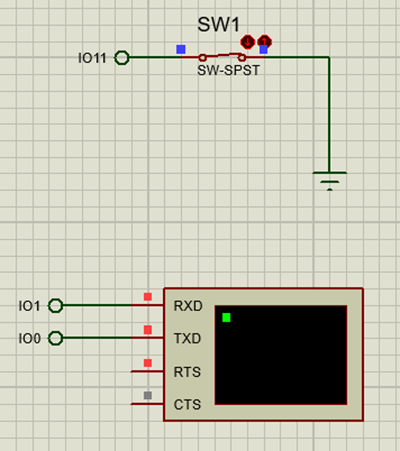 SW1
IO11
SW-SPST
IO1
RXD
IO0
TXD
RTS
CTS